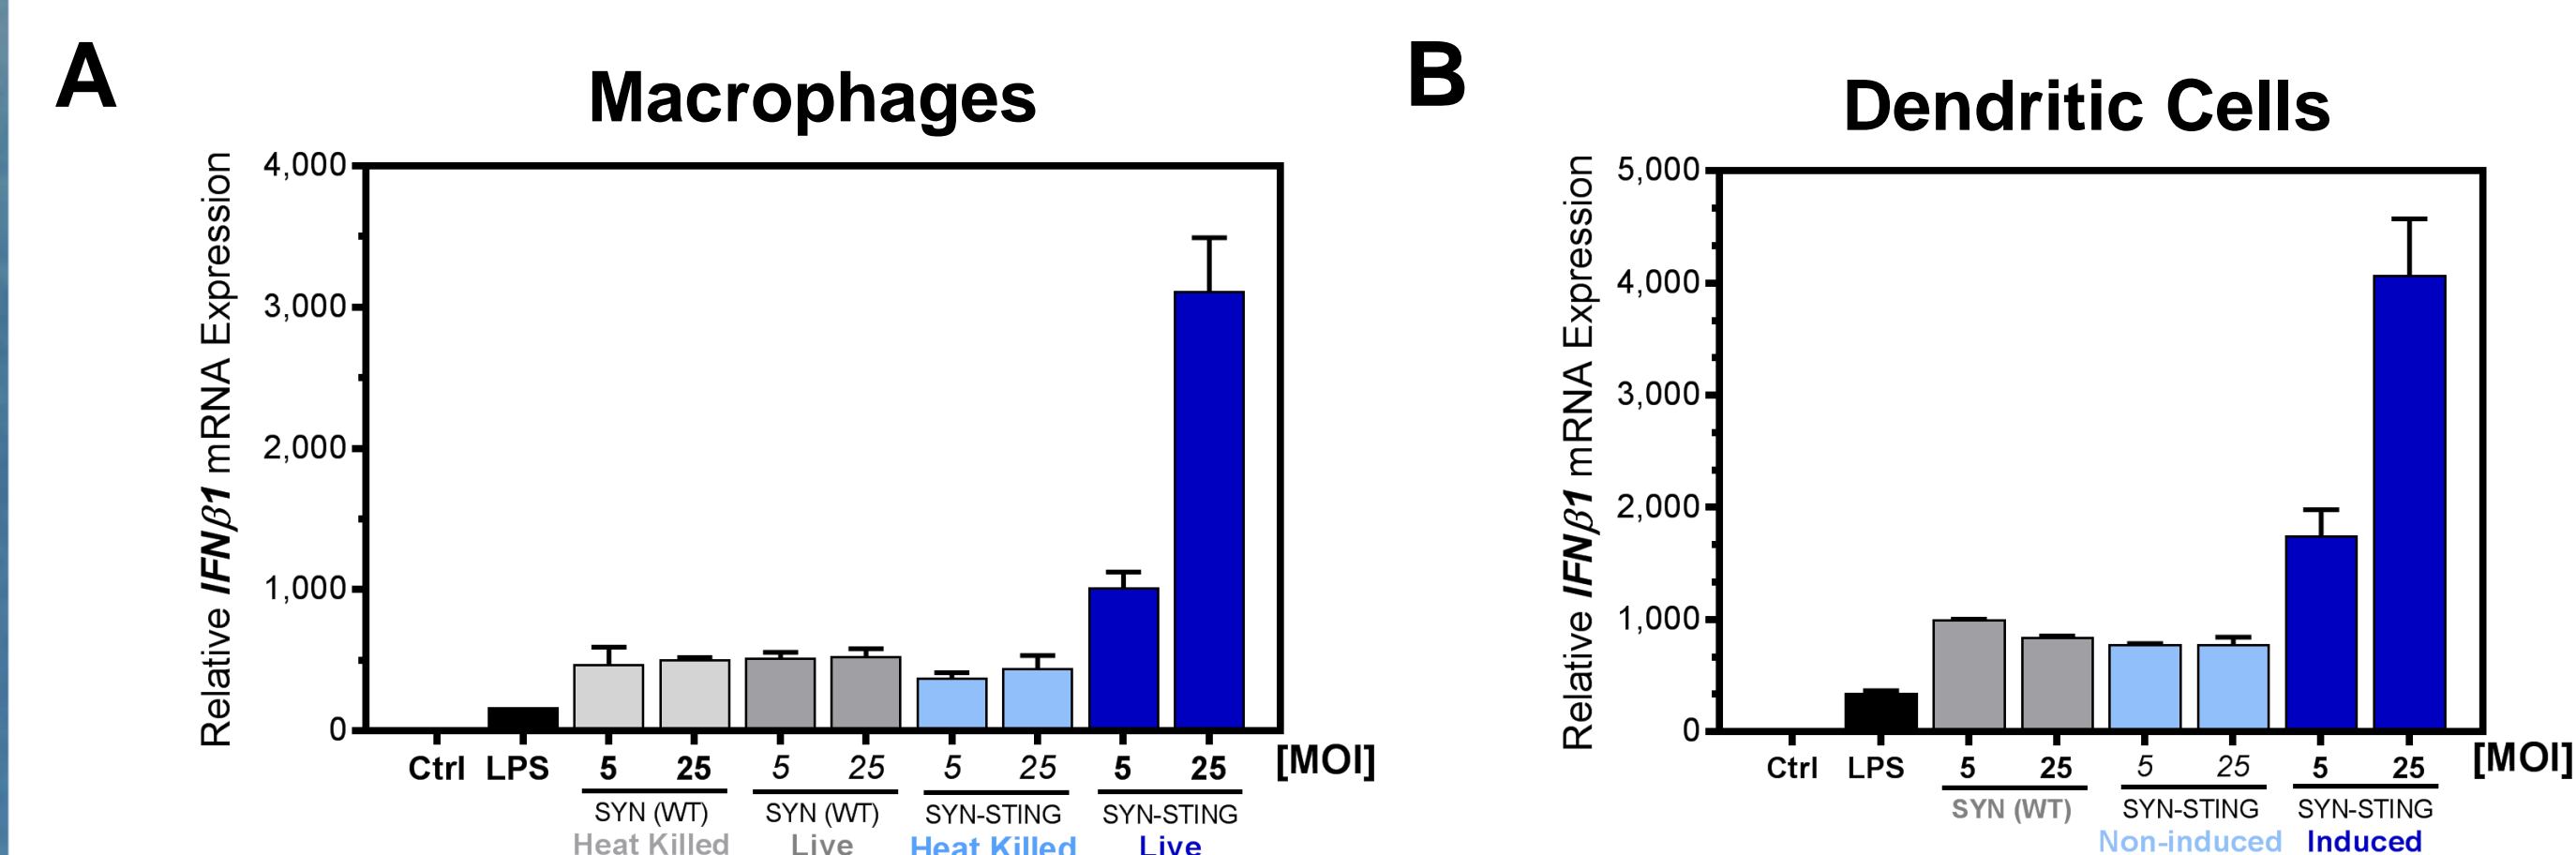 A
Macrophages
Relative IFNβ1 mRNA Expression
4,000
3,000
2,000
1,000
0
Ctrl LPS 5 25 5 25 5 25 5 25 [MOI]
SYN (WT) SYN (WT) SYN-STING SYN-STING
Heat Killed Live Heat Killed Live
B
Dendritic Cells
Relative IFNβ1 mRNA Expression
5,000
4,000
3,000
2,000
1,000
0
Ctrl LPS 5 25 5 25 5 25 [MOI]
SYN (WT) SYN-STING SYN-STING
Non-induced Induced